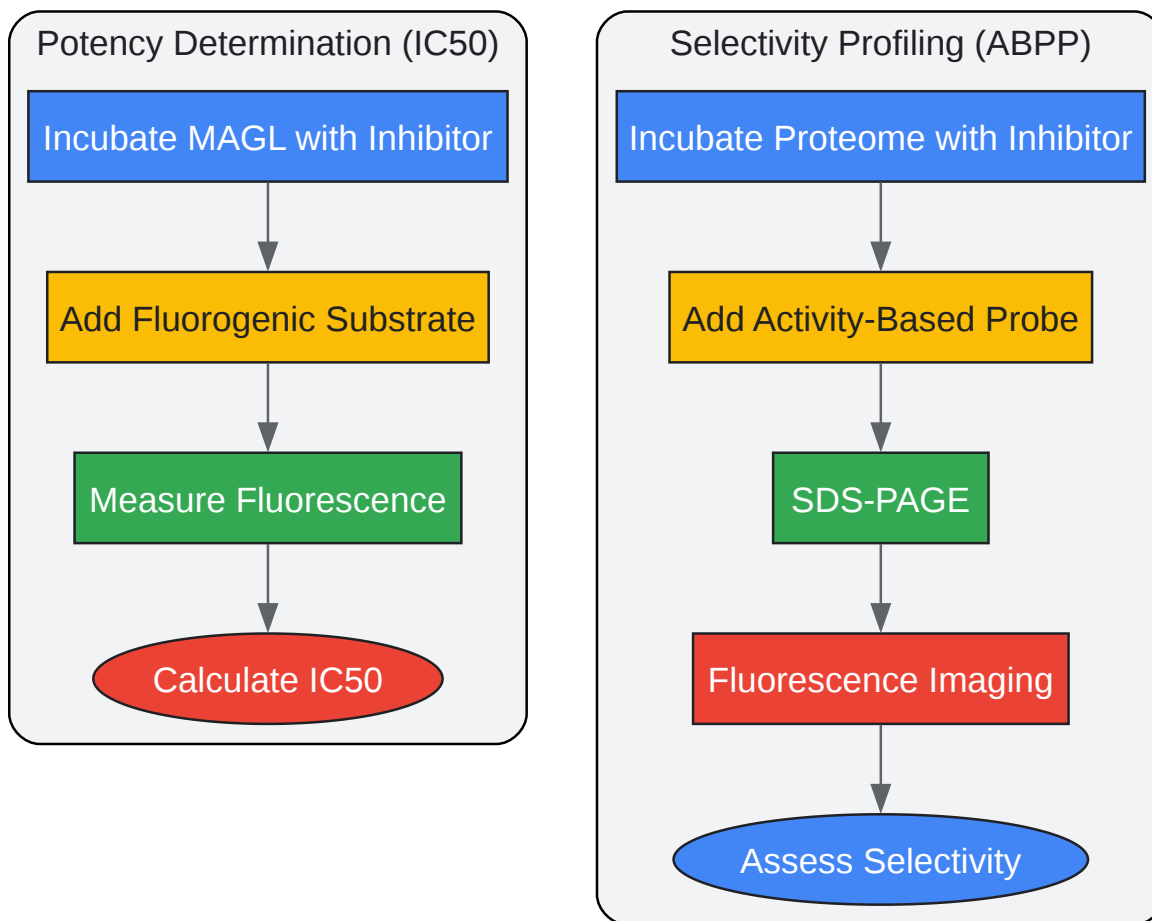 Potency Determination (IC50)
Incubate MAGL with Inhibitor
Add Fluorogenic Substrate
Measure Fluorescence
Calculate IC50
Selectivity Profiling (ABPP)
Incubate Proteome with Inhibitor
Add Activity-Based Probe
SDS-PAGE
Fluorescence Imaging
Assess Selectivity